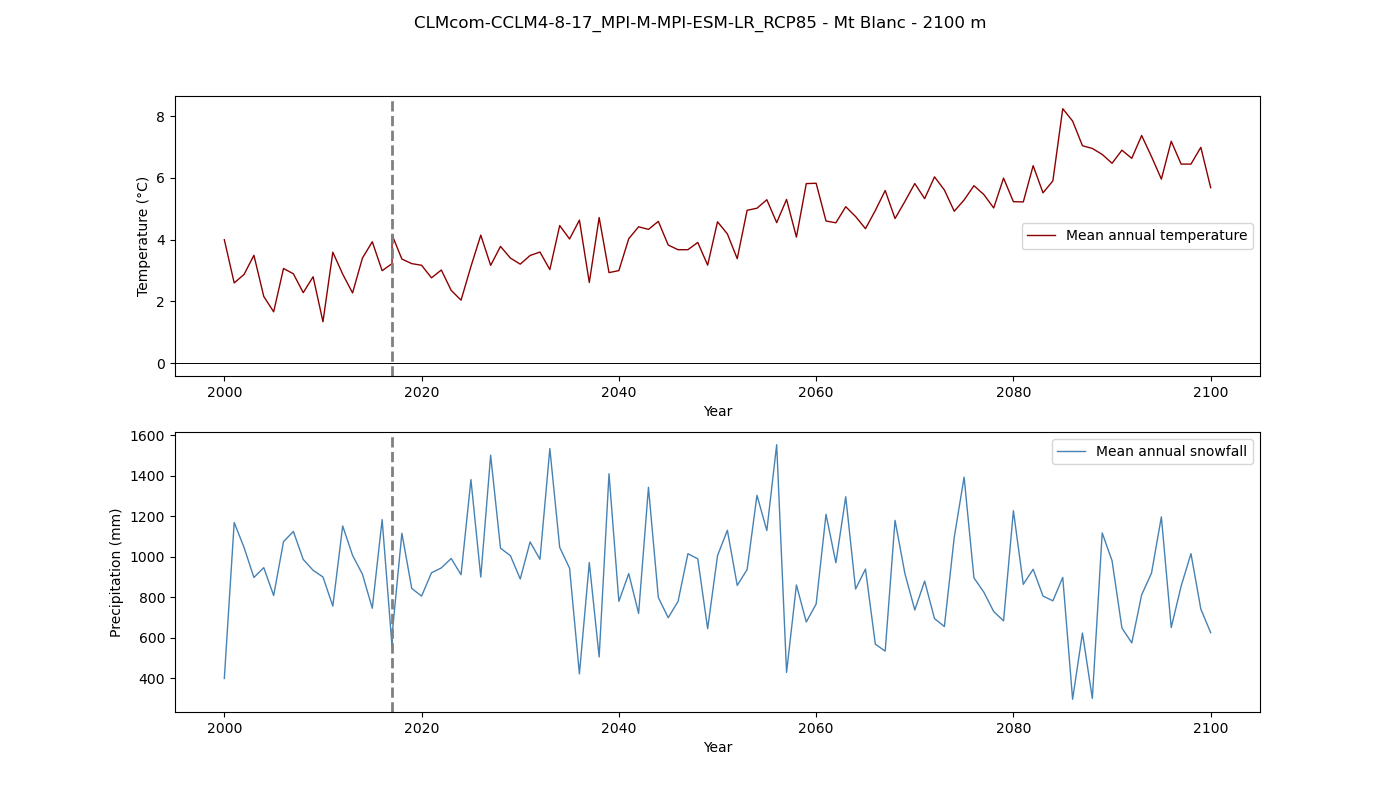 CLMcom-CCLM4-8-17_MPI-M-MPI-ESM-LR_RCP85 - Mt Blanc - 2100 m
8
6
4
2
0
Temperature (°C)
Mean annual temperature
2000 2020 2040 2060 2080 2100
Year
1600
1400
1200
1000
800
600
400
Precipitation (mm)
Mean annual snowfall
2000 2020 2040 2060 2080 2100
Year